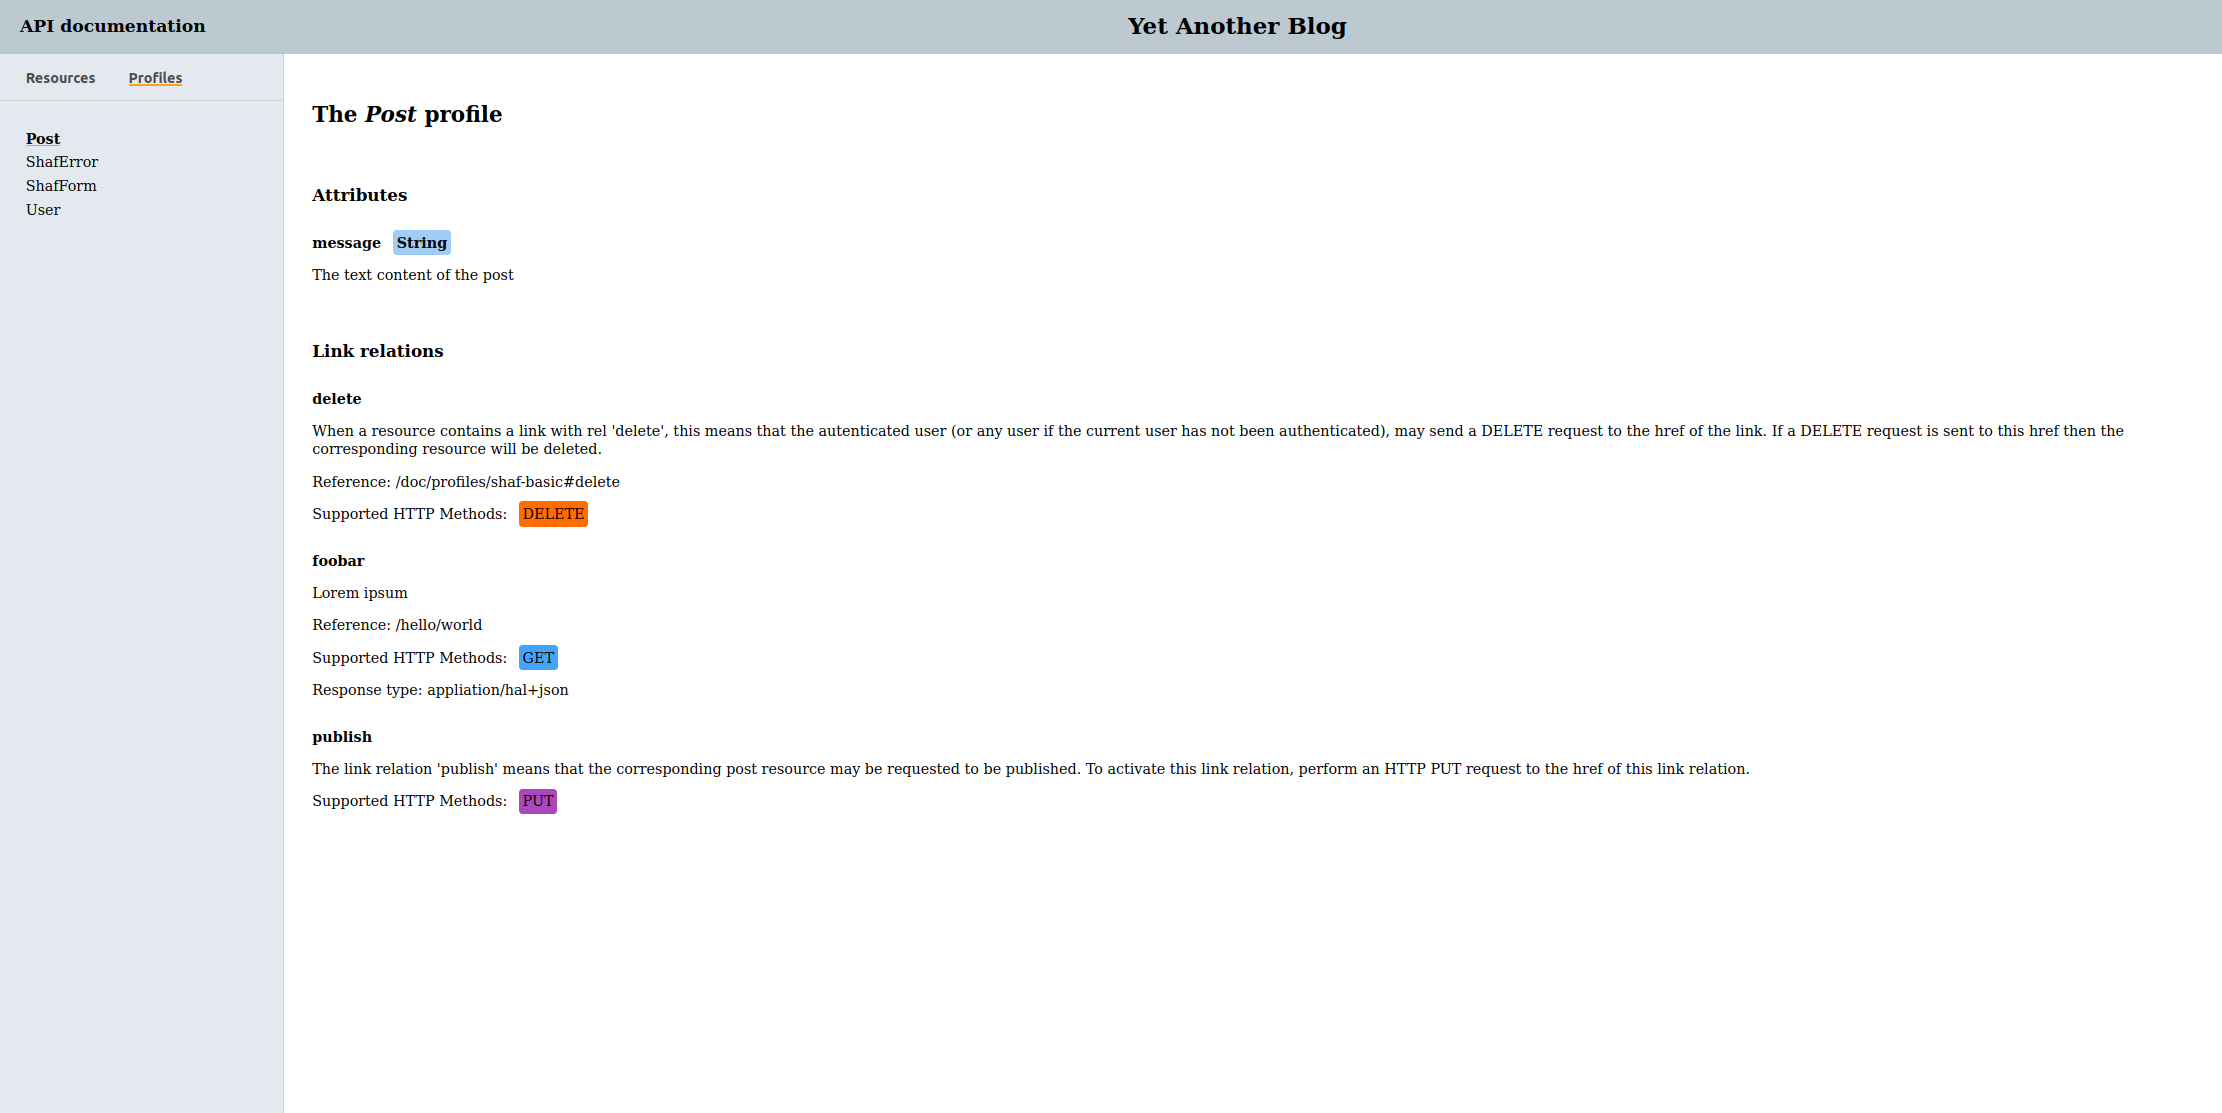 API documentation
Yet Another Blog
Resources Profiles
Post
ShafError
ShafForm
User
The Post profile
Attributes
message String
The text content of the post
Link relations
delete
When a resource contains a link with rel 'delete', this means that the autenticated user (or any user if the current user has not been authenticated), may send a DELETE request to the href of the link. If a DELETE request is sent to this href then the
corresponding resource will be deleted.
Reference: /doc/profiles/shaf-basic#delete
Supported HTTP Methods: DELETE
foobar
Lorem ipsum
Reference: /hello/world
Supported HTTP Methods: GET
Response type: appliation/hal+json
publish
The link relation 'publish' means that the corresponding post resource may be requested to be published. To activate this link relation, perform an HTTP PUT request to the href of this link relation.
Supported HTTP Methods: PUT